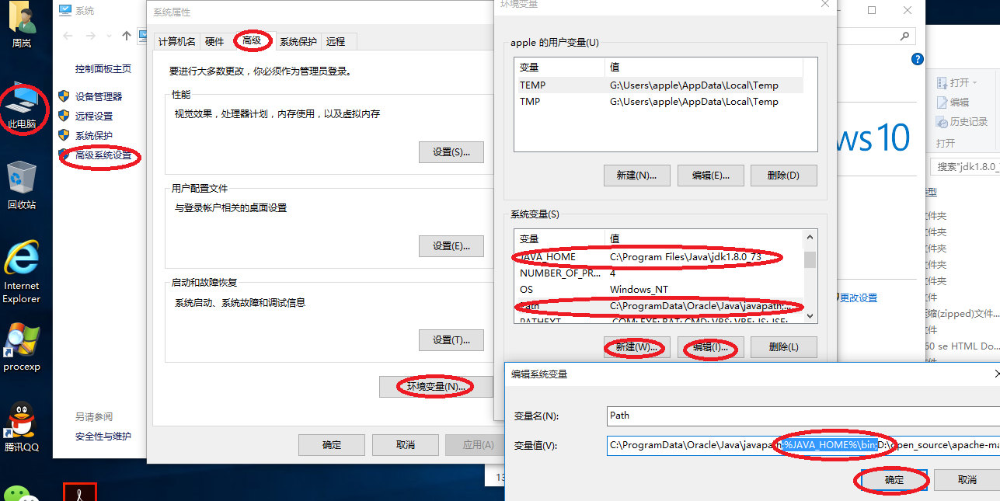 周岚
此电脑
回收站
Internet
Explorer
procexp
腾讯QQ
系统
控制面板主页
设备管理器
远程设置
系统保护
高级系统设置
另请参阅
安全性与维护
系统属性
计算机名
硬件
高级
系统保护
远程
要进行大多数更改，你必须作为管理员登录。
性能
视觉效果，处理器计划，内存使用，以及虚拟内存
设置(S)...
用户配置文件
与登录帐户相关的桌面设置
设置(E)...
启动和故障恢复
系统启动、系统故障和调试信息
设置(T)...
环境变量(N)...
确定
取消
应用(A)
环境变量
apple 的用户变量(U)
变量 值
TEMP G:\Users\apple\AppData\Local\Temp
TMP G:\Users\apple\AppData\Local\Temp
新建(N)...
编辑(E)...
删除(D)
系统变量(S)
变量 值
JAVA_HOME C:\Program Files\Java\jdk1.8.0_73
NUMBER_OF_PR... 4
OS Windows_NT
Path C:\ProgramData\Oracle\Java\javapath;...
PATHEXT .COM;.EXE;.BAT;.CMD;.VBS;.VBE;.JS;.JSE;
新建(W)...
编辑(I)...
删除(L)
编辑系统变量
变量名(N):
Path
变量值(V):
C:\ProgramData\Oracle\Java\javapath;%JAVA_HOME%\bin;D:\open_source\apache-ma
确定
取消
ws 10
更改设置
打开
编辑
历史记录
打开
搜索"jdk1.8.0_
型
文件夹
文件夹
文件夹
文件夹
文件夹
件
缩(zipped)文件...
件
60 se HTML Do...
件
13